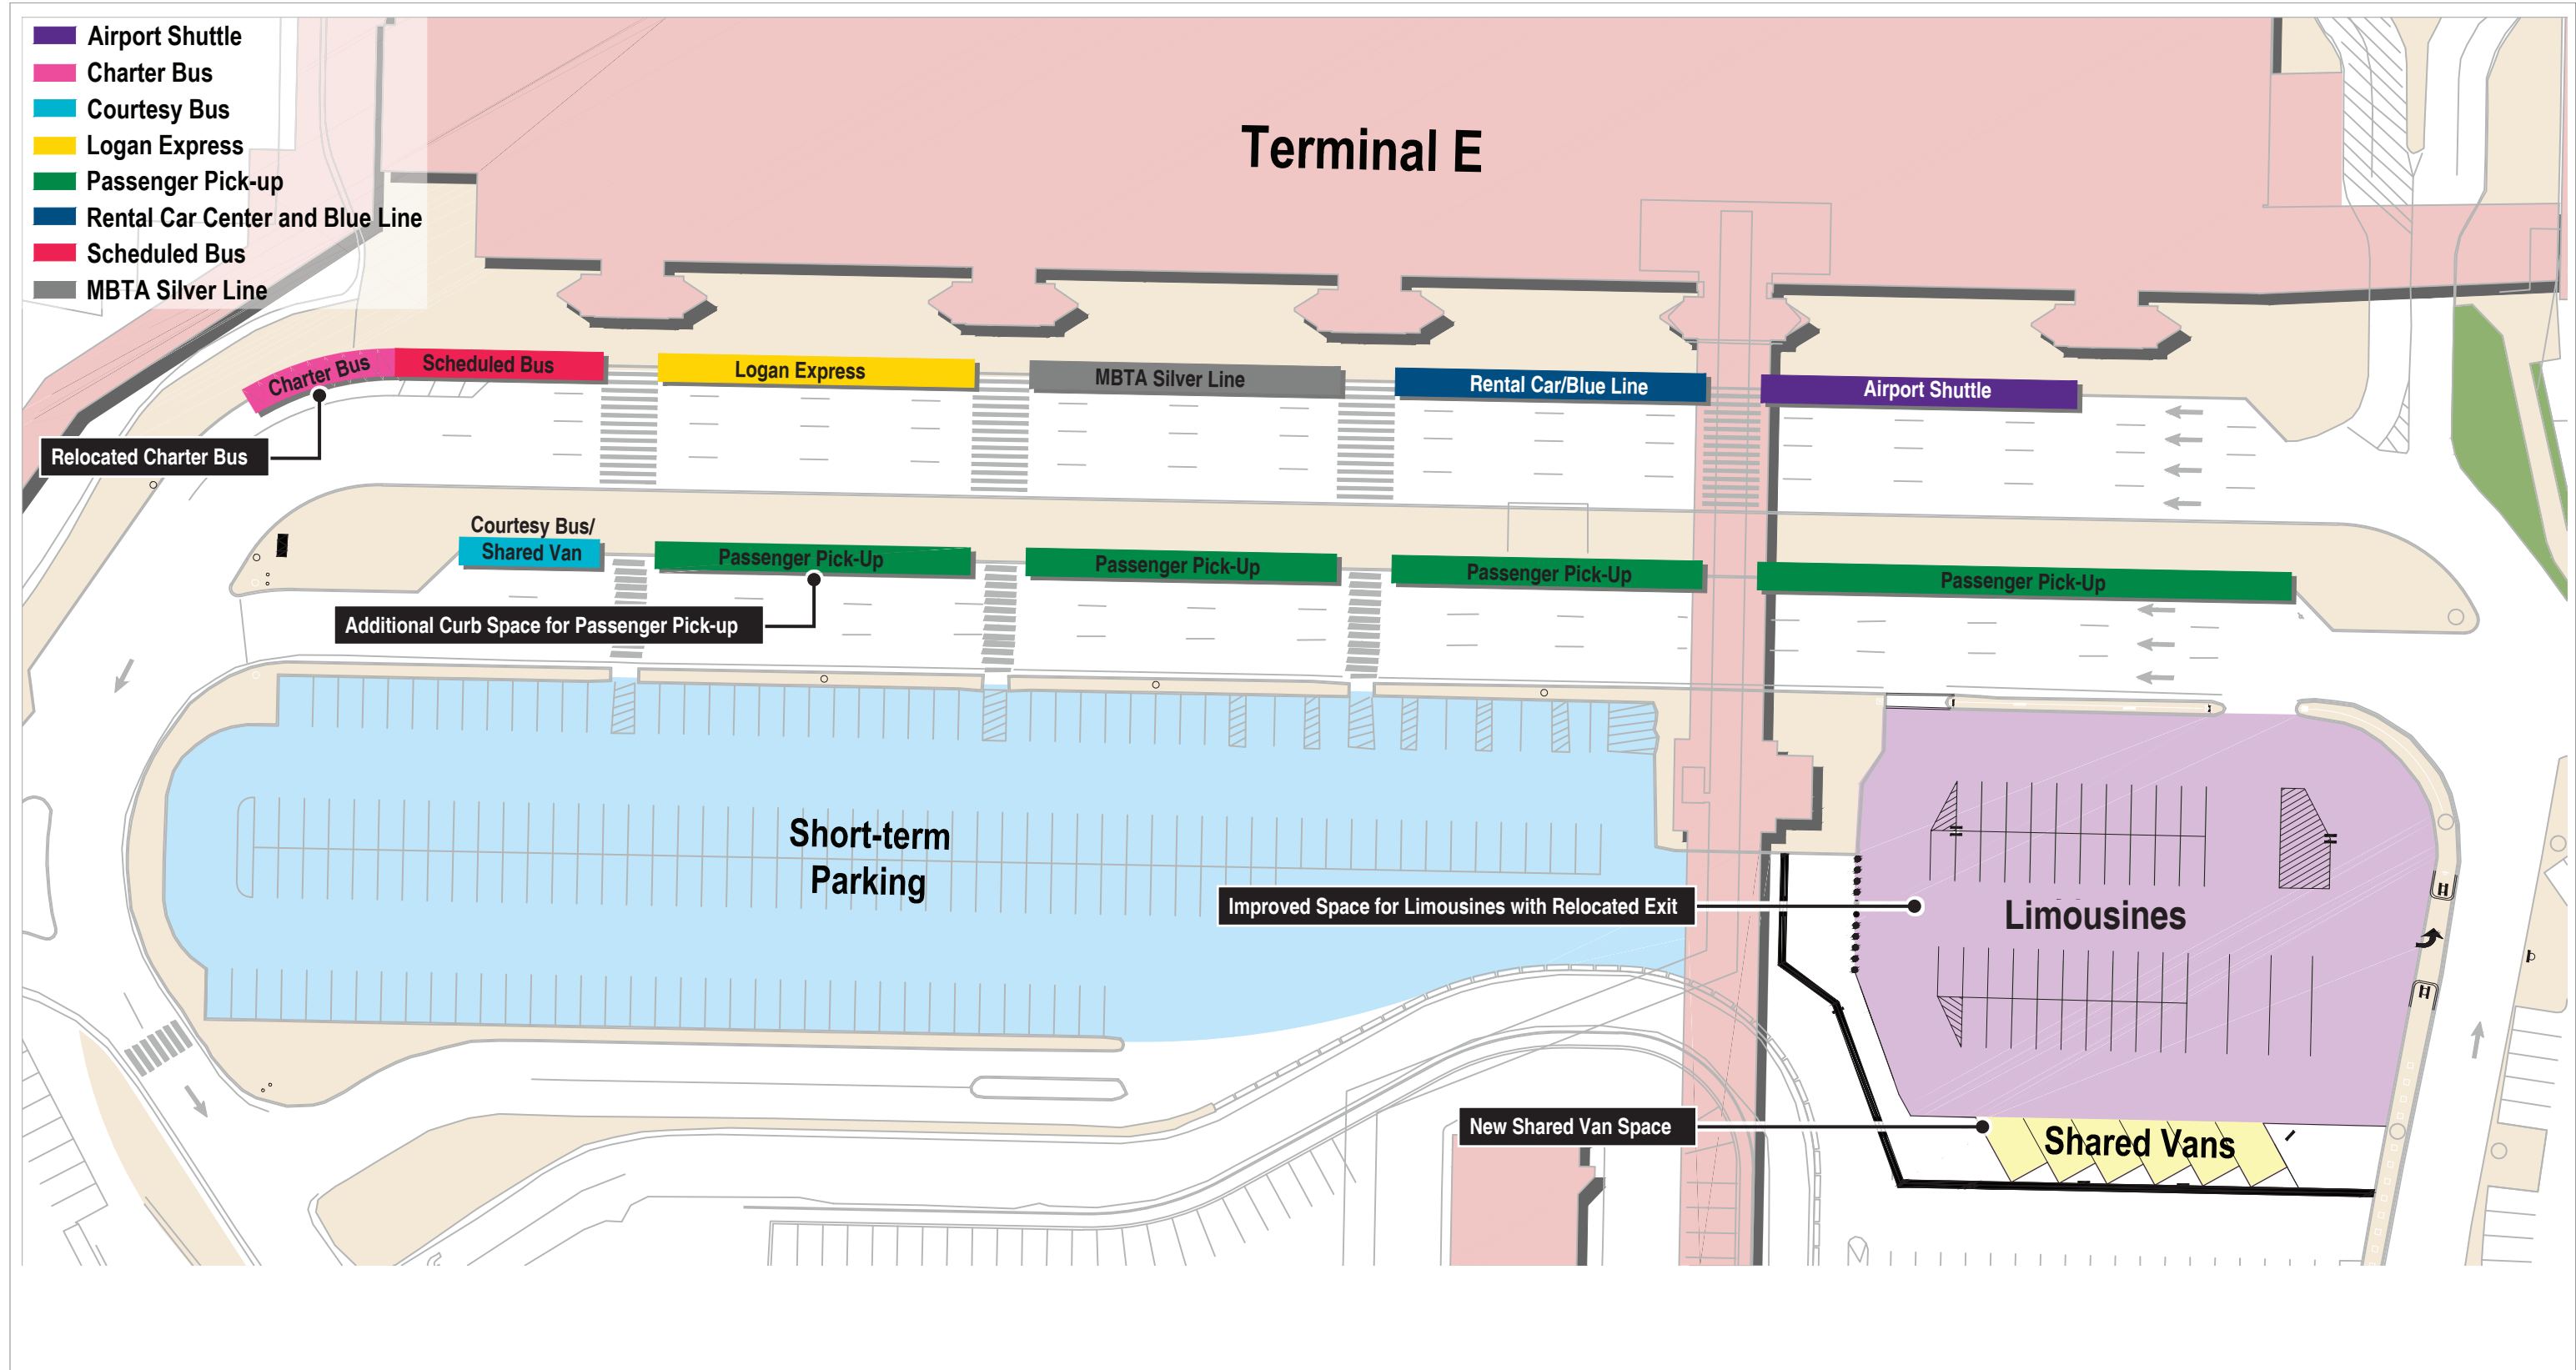 Airport Shuttle
Charter Bus
Courtesy Bus
Logan Express
Passenger Pick-up
Rental Car Center and Blue Line
Scheduled Bus
MBTA Silver Line
Terminal E
Charter Bus
Scheduled Bus
Logan Express
MBTA Silver Line
Rental Car/Blue Line
Airport Shuttle
Relocated Charter Bus
Courtesy Bus/
Shared Van
Passenger Pick-Up
Passenger Pick-Up
Passenger Pick-Up
Passenger Pick-Up
Additional Curb Space for Passenger Pick-up
Short-term
Parking
Improved Space for Limousines with Relocated Exit
Limousines
New Shared Van Space
Shared Vans